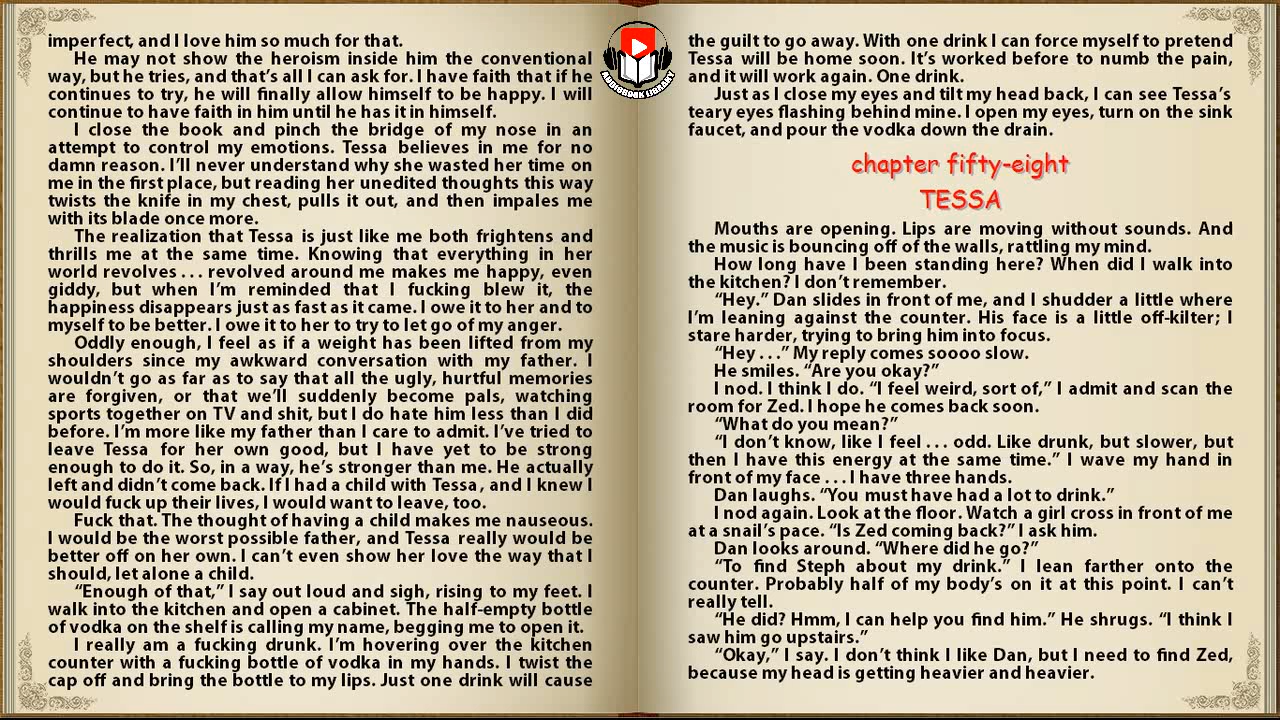 imperfect, and I love him so much for that.
He may not show the heroism inside him the conventional
way, but he tries, and that's all I can ask for. I have faith that if he
continues to try, he will finally allow himself to be happy. I will
continue to have faith in him until he has it in himself.
I close the book and pinch the bridge of my nose in an
attempt to control my emotions. Tessa believes in me for no
damn reason. I'll never understand why she wasted her time on
me in the first place, but reading her unedited thoughts this way
twists the knife in my chest, pulls it out, and then impales me
with its blade once more.
The realization that Tessa is just like me both frightens and
thrills me at the same time. Knowing that everything in her
world revolves . . . revolved around me makes me happy, even
giddy, but when I'm reminded that I fucking blew it, the
happiness disappears just as fast as it came. I owe it to her and to
myself to be better. I owe it to her to try to let go of my anger.
Oddly enough, I feel as if a weight has been lifted from my
shoulders since my awkward conversation with my father. I
wouldn't go as far as to say that all the ugly, hurtful memories
are forgiven, or that we'll suddenly become pals, watching
sports together on TV and shit, but I do hate him less than I did
before. I'm more like my father than I care to admit. I've tried to
leave Tessa for her own good, but I have yet to be strong
enough to do it. So, in a way, he's stronger than me. He actually
left and didn't come back. If I had a child with Tessa, and I knew I
would fuck up their lives, I would want to leave, too.
Fuck that. The thought of having a child makes me nauseous.
I would be the worst possible father, and Tessa really would be
better off on her own. I can't even show her love the way that I
should, let alone a child.
"Enough of that," I say out loud and sigh, rising to my feet. I
walk into the kitchen and open a cabinet. The half-empty bottle
of vodka on the shelf is calling my name, begging me to open it.
I really am a fucking drunk. I'm hovering over the kitchen
counter with a fucking bottle of vodka in my hands. I twist the
cap off and bring the bottle to my lips. Just one drink will cause
AUDIOBOOK LIBRARY
the guilt to go away. With one drink I can force myself to pretend
Tessa will be home soon. It's worked before to numb the pain,
and it will work again. One drink.
Just as I close my eyes and tilt my head back, I can see Tessa's
teary eyes flashing behind mine. I open my eyes, turn on the sink
faucet, and pour the vodka down the drain.
chapter fifty-eight
TESSA
Mouths are opening. Lips are moving without sounds. And
the music is bouncing off of the walls, rattling my mind.
How long have I been standing here? When did I walk into
the kitchen? I don't remember.
"Hey." Dan slides in front of me, and I shudder a little where
I'm leaning against the counter. His face is a little off-kilter; I
stare harder, trying to bring him into focus.
"Hey . . ." My reply comes soooo slow.
He smiles. "Are you okay?"
I nod. I think I do. "I feel weird, sort of," I admit and scan the
room for Zed. I hope he comes back soon.
"What do you mean?"
"I don't know, like I feel . . . odd. Like drunk, but slower, but
then I have this energy at the same time." I wave my hand in
front of my face . . . I have three hands.
Dan laughs. "You must have had a lot to drink."
I nod again. Look at the floor. Watch a girl cross in front of me
at a snail's pace. "Is Zed coming back?" I ask him.
Dan looks around. "Where did he go?"
"To find Steph about my drink." I lean farther onto the
counter. Probably half of my body's on it at this point. I can't
really tell.
"He did? Hmm, I can help you find him." He shrugs. "I think I
saw him go upstairs."
"Okay," I say. I don't think I like Dan, but I need to find Zed,
because my head is getting heavier and heavier.